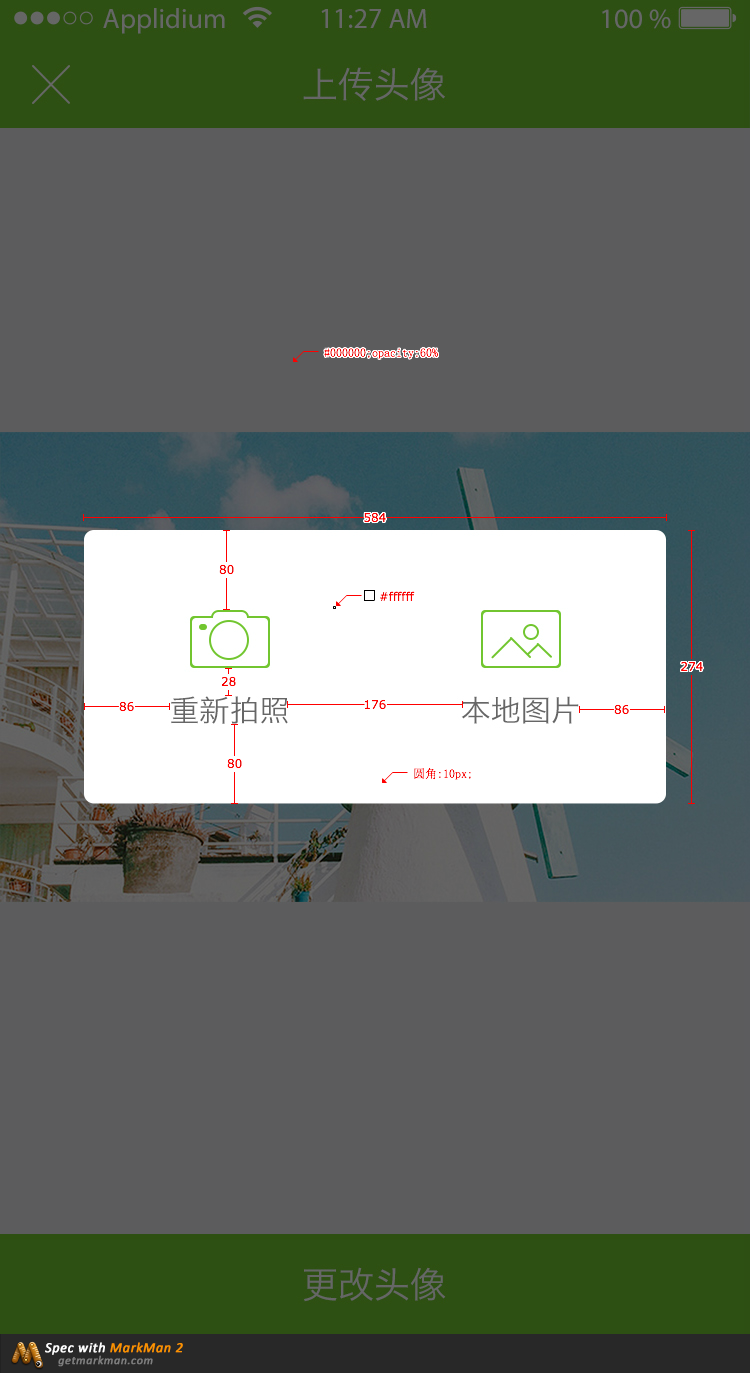 Applidium 11:27 AM 100 %
上传头像
#000000;opacity:60%
584
80
#ffffff
274
28
86 重新拍照 176 本地图片 86
80
圆角:10px;
更改头像
Spec with MarkMan 2
getmarkman.com